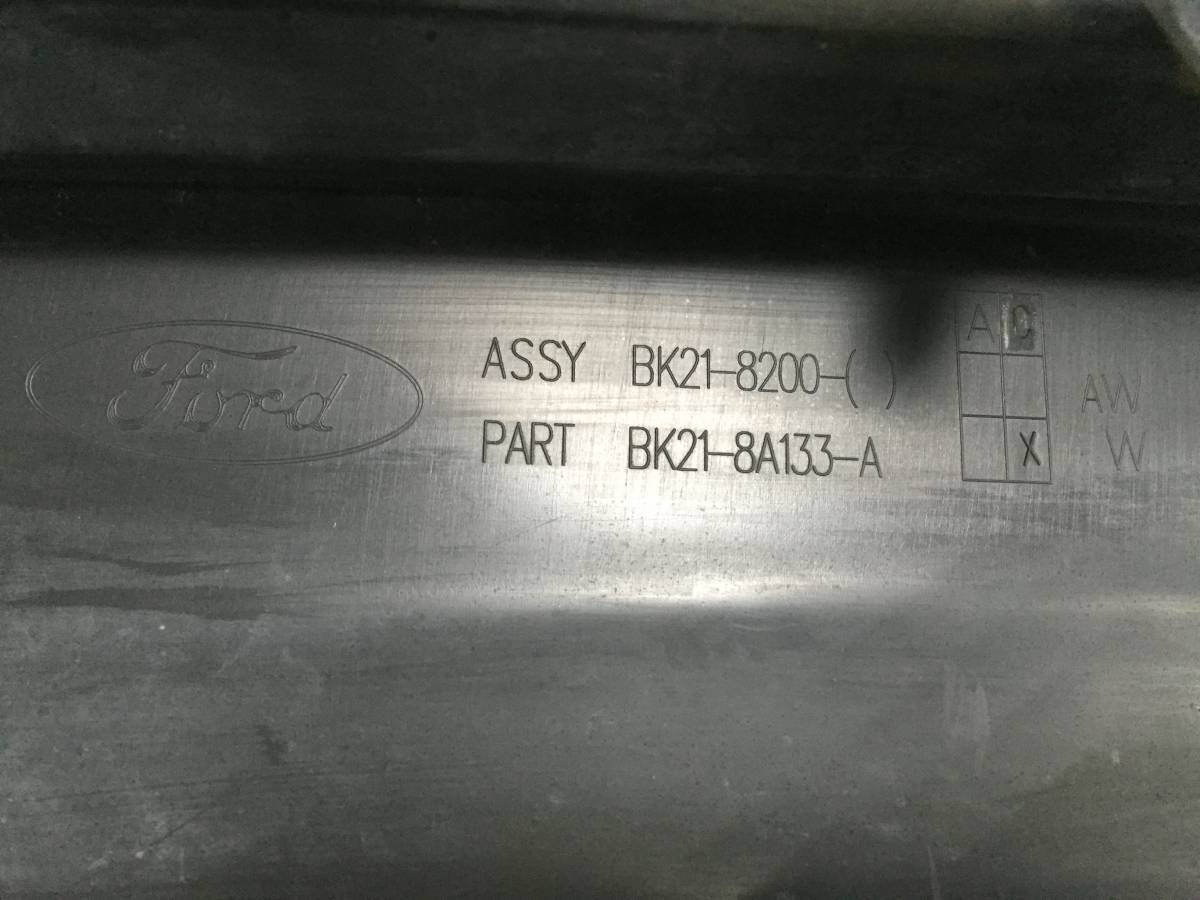 A C
Ford
ASSY BK21-8200-( )
AW
PART BK21-8A133-A
X W